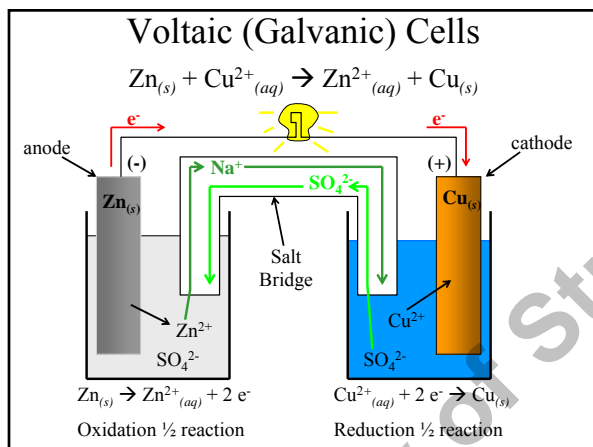 Voltaic (Galvanic) Cells
Zn(s) + Cu²⁺(aq) → Zn²⁺(aq) + Cu(s)
e⁻
e⁻
anode
(-)
(+)
cathode
Na⁺
SO₄²⁻
Zn(s)
Cu(s)
Salt
Bridge
Zn²⁺
Cu²⁺
SO₄²⁻
SO₄²⁻
Zn(s) → Zn²⁺(aq) + 2 e⁻
Cu²⁺(aq) + 2 e⁻ → Cu(s)
Oxidation ½ reaction
Reduction ½ reaction
of